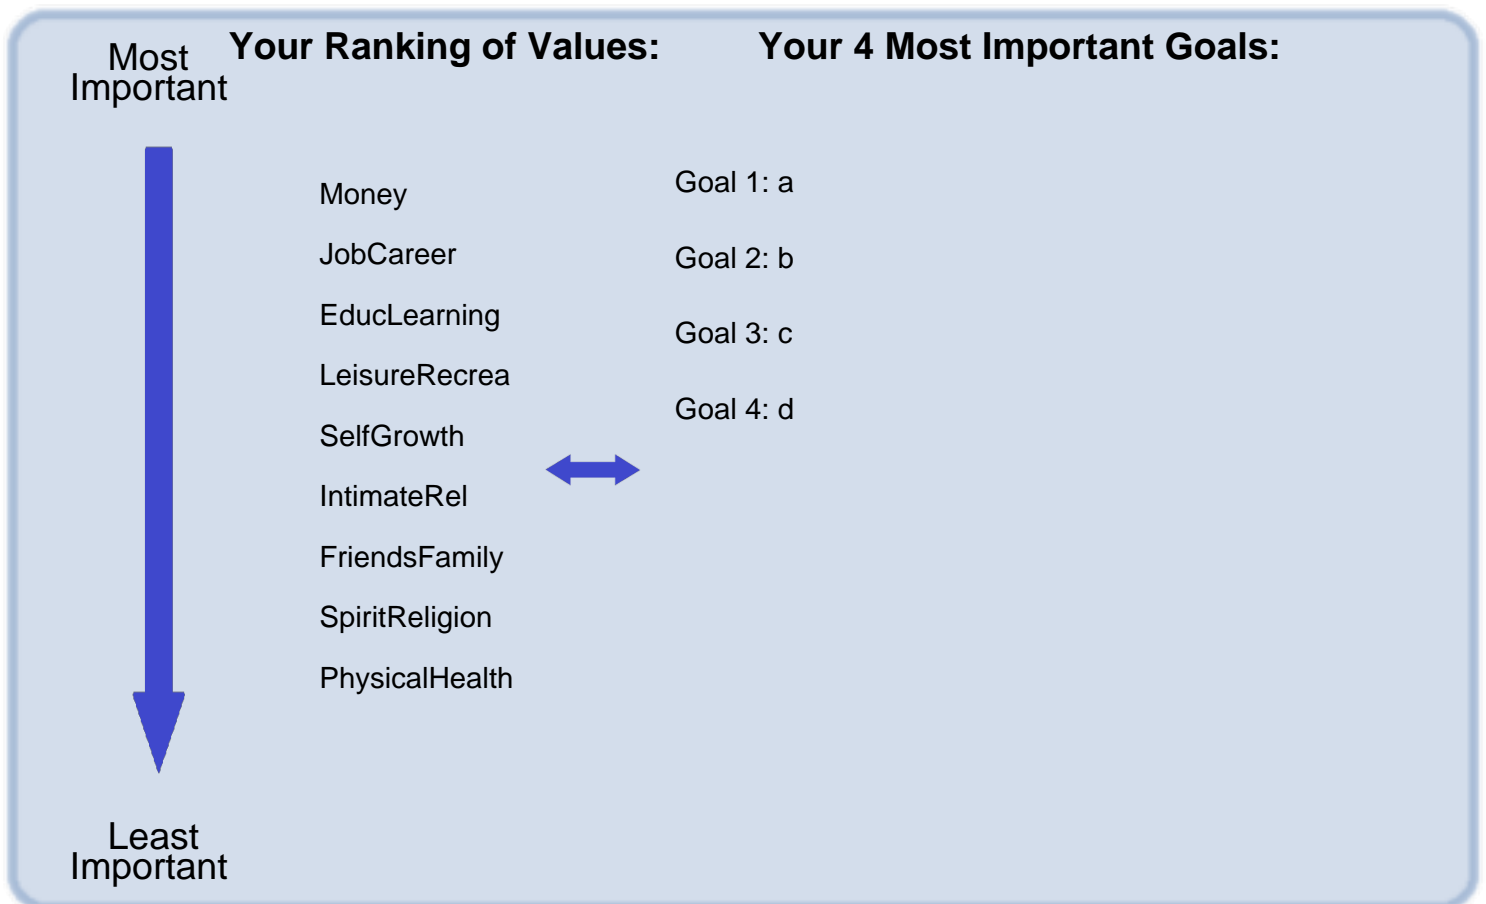 Most
Important
Your Ranking of Values:
Your 4 Most Important Goals:
Money
JobCareer
EducLearning
LeisureRecrea
SelfGrowth
IntimateRel
FriendsFamily
SpiritReligion
PhysicalHealth
Goal 1: a
Goal 2: b
Goal 3: c
Goal 4: d
Least
Important